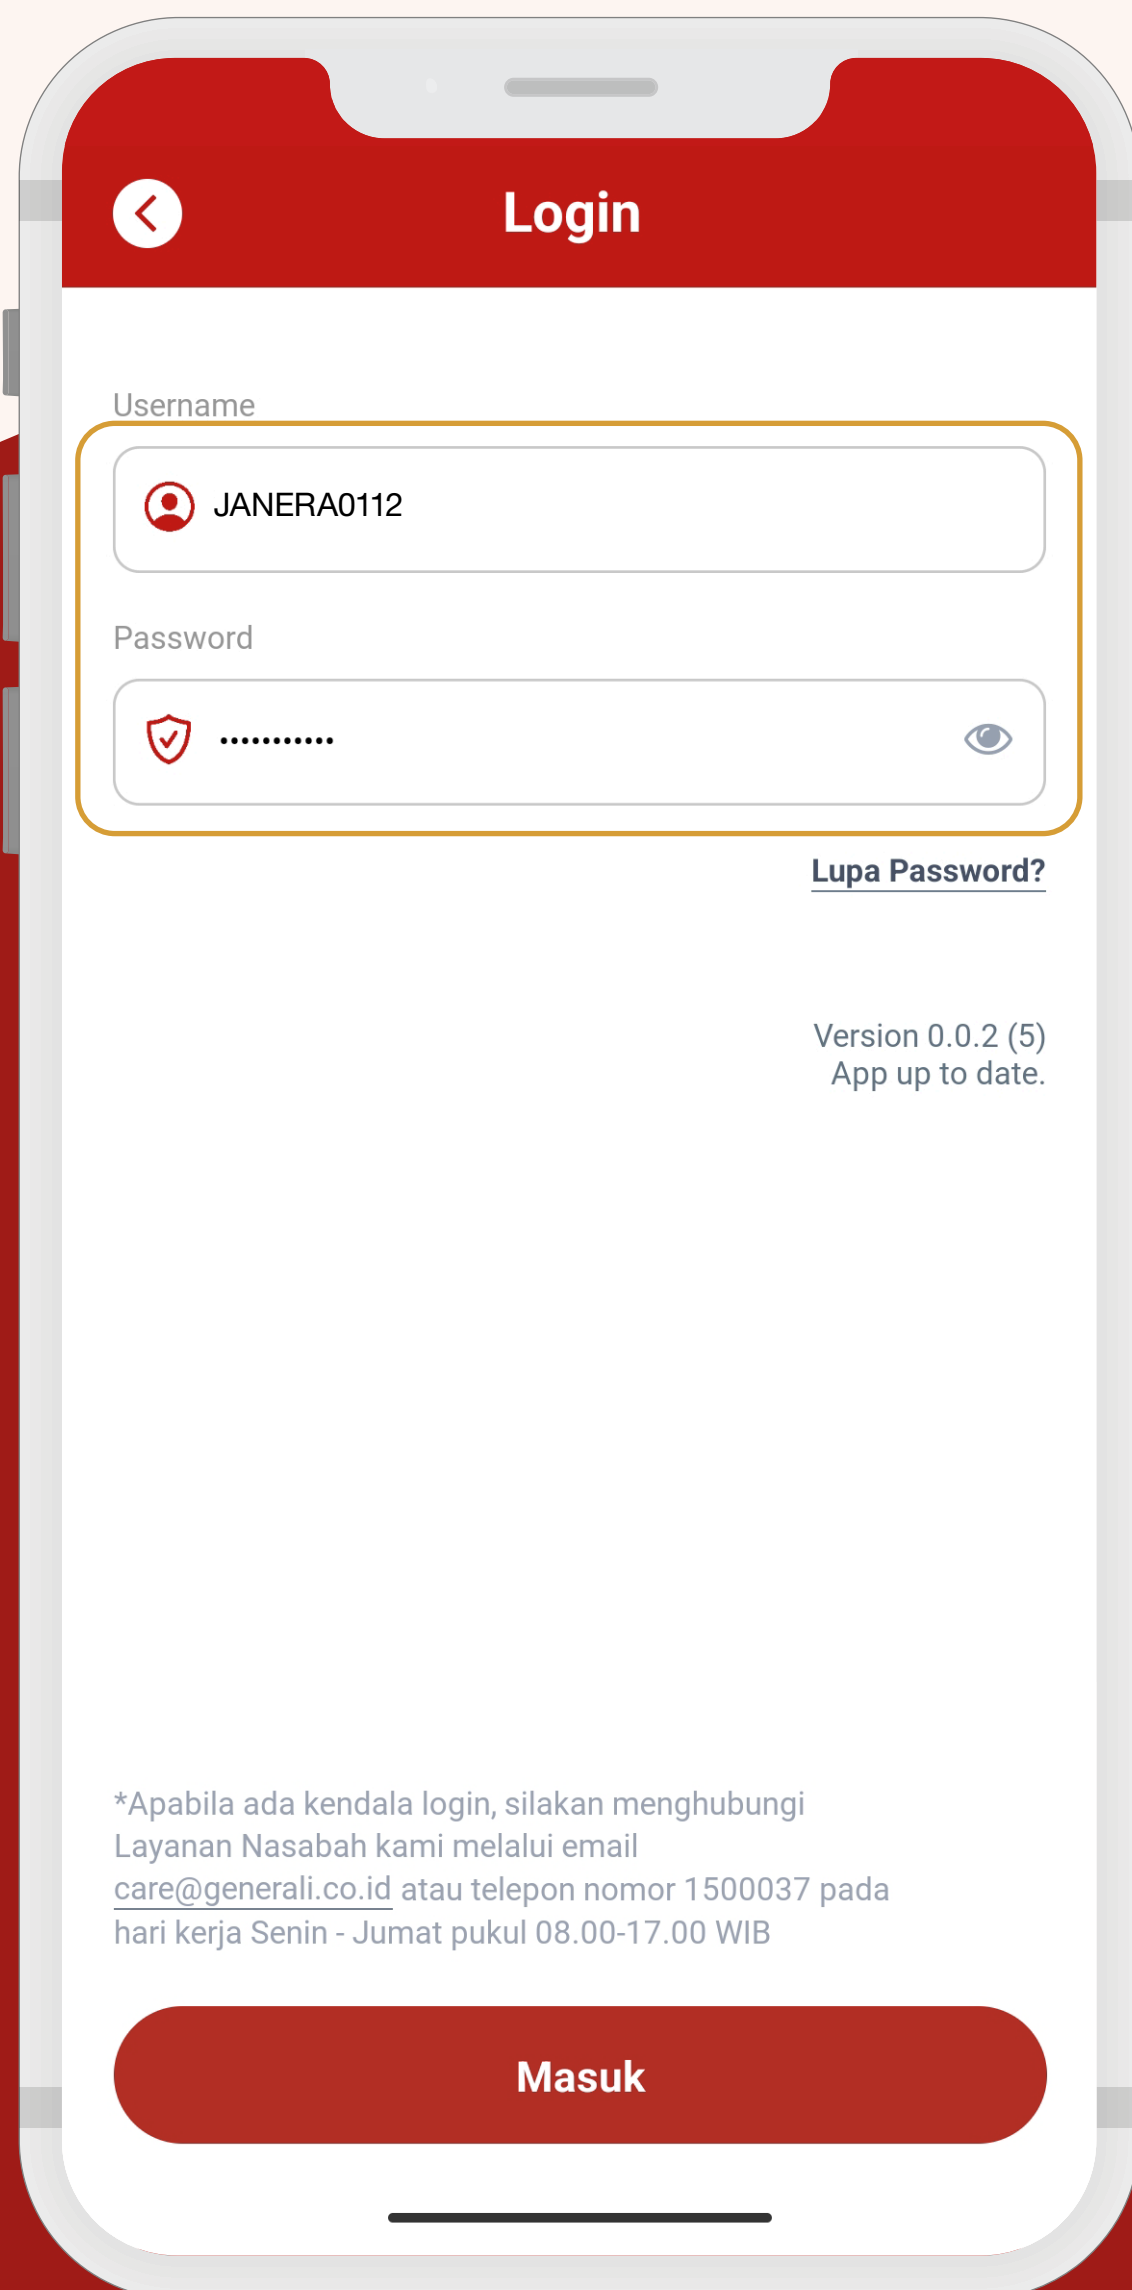 Login
Username
JANERA0112
Password
•••••••••••
Lupa Password?
Version 0.0.2 (5)
App up to date.
*Apabila ada kendala login, silakan menghubungi
Layanan Nasabah kami melalui email
care@generali.co.id atau telepon nomor 1500037 pada
hari kerja Senin - Jumat pukul 08.00-17.00 WIB
Masuk